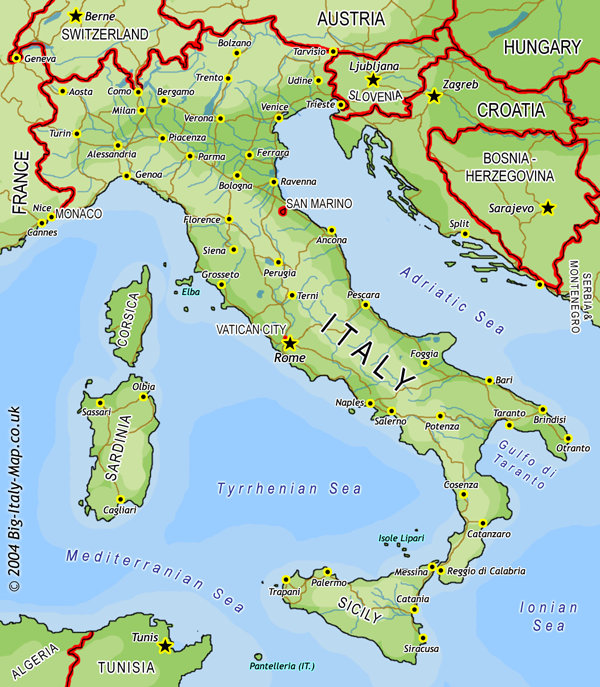 AUSTRIA
Berne
SWITZERLAND
HUNGARY
Bolzano
Tarvisio
Geneva
Ljubljana
Trento
Udine
Zagreb
Aosta
Como
Bergamo
SLOVENIA
Milan
Verona
Venice
Trieste
CROATIA
Turin
Piacenza
Alessandria
Parma
Ferrara
BOSNIA -
HERZEGOVINA
FRANCE
Genoa
Bologna
Ravenna
Nice
MONACO
SAN MARINO
Sarajevo
Cannes
Florence
Split
Ancona
Siena
Perugia
Adriatic Sea
SERBIA &
MONTENEGRO
Grosseto
Elba
Terni
Pescara
CORSICA
VATICAN CITY
ITALY
Rome
Foggia
Olbia
Bari
Sassari
Naples
Salerno
Taranto
Brindisi
Potenza
SARDINIA
Otranto
Gulfo di
Taranto
Tyrrhenian Sea
Cosenza
Cagliari
Catanzaro
Isole Lipari
Mediterranean Sea
Messina
Reggio di Calabria
Trapani
Palermo
SICILY
Catania
Ionian
Sea
Tunis
Siracusa
ALGERIA
TUNISIA
Pantelleria (IT.)
© 2004 Big-Italy-Map.co.uk